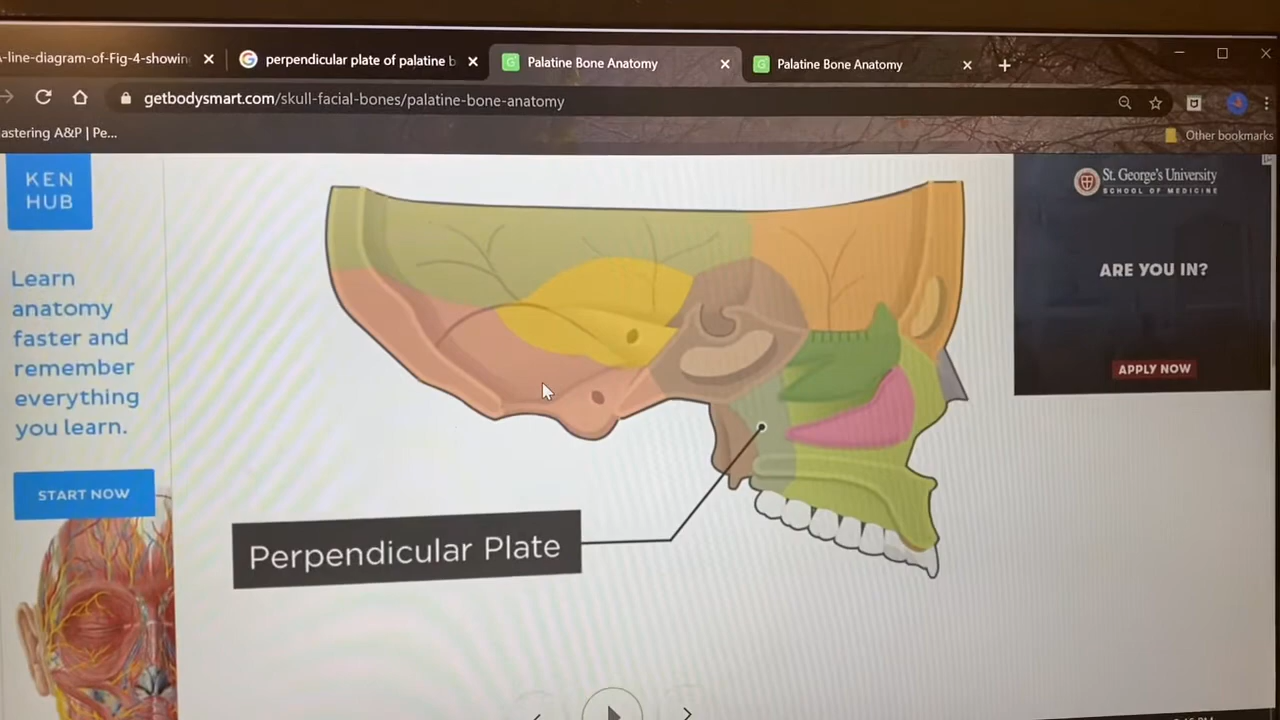 -line-diagram-of-Fig-4-showin
perpendicular plate of palatine b
Palatine Bone Anatomy
Palatine Bone Anatomy
getbodysmart.com/skull-facial-bones/palatine-bone-anatomy
astering A&P | Pe...
Other bookmarks
KEN
HUB
Learn
anatomy
faster and
remember
everything
you learn.
START NOW
Perpendicular Plate
St. George's University
SCHOOL OF MEDICINE
ARE YOU IN?
APPLY NOW